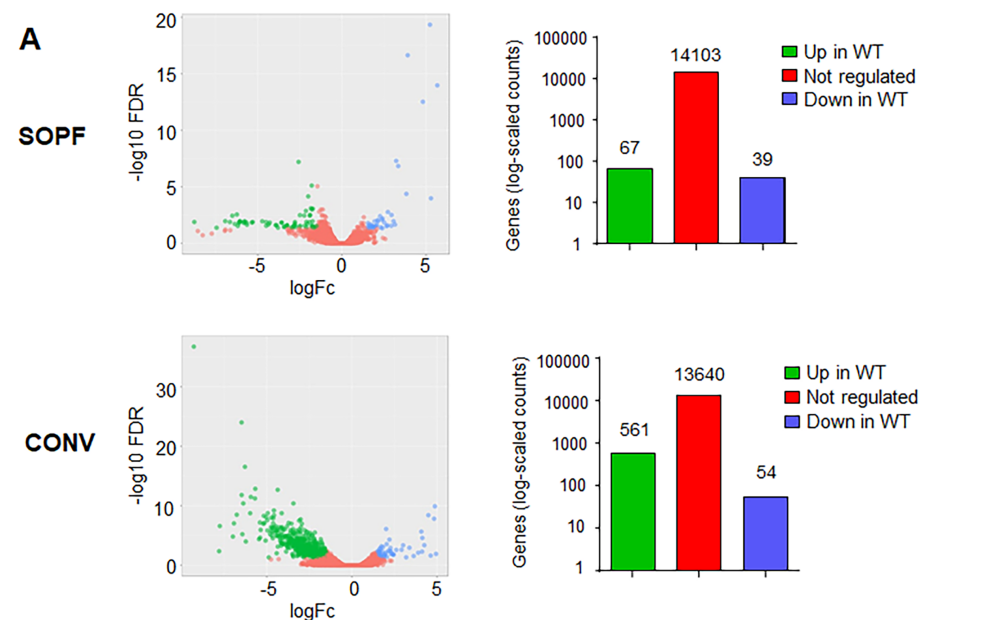 A
SOPF
-log10 FDR
20
15
10
5
0
-5 0 5
logFc
Genes (log-scaled counts)
100000
10000
1000
100
10
1
67
14103
39
Up in WT
Not regulated
Down in WT
CONV
-log10 FDR
30
20
10
0
-5 0 5
logFc
Genes (log-scaled counts)
100000
10000
1000
100
10
1
561
13640
54
Up in WT
Not regulated
Down in WT